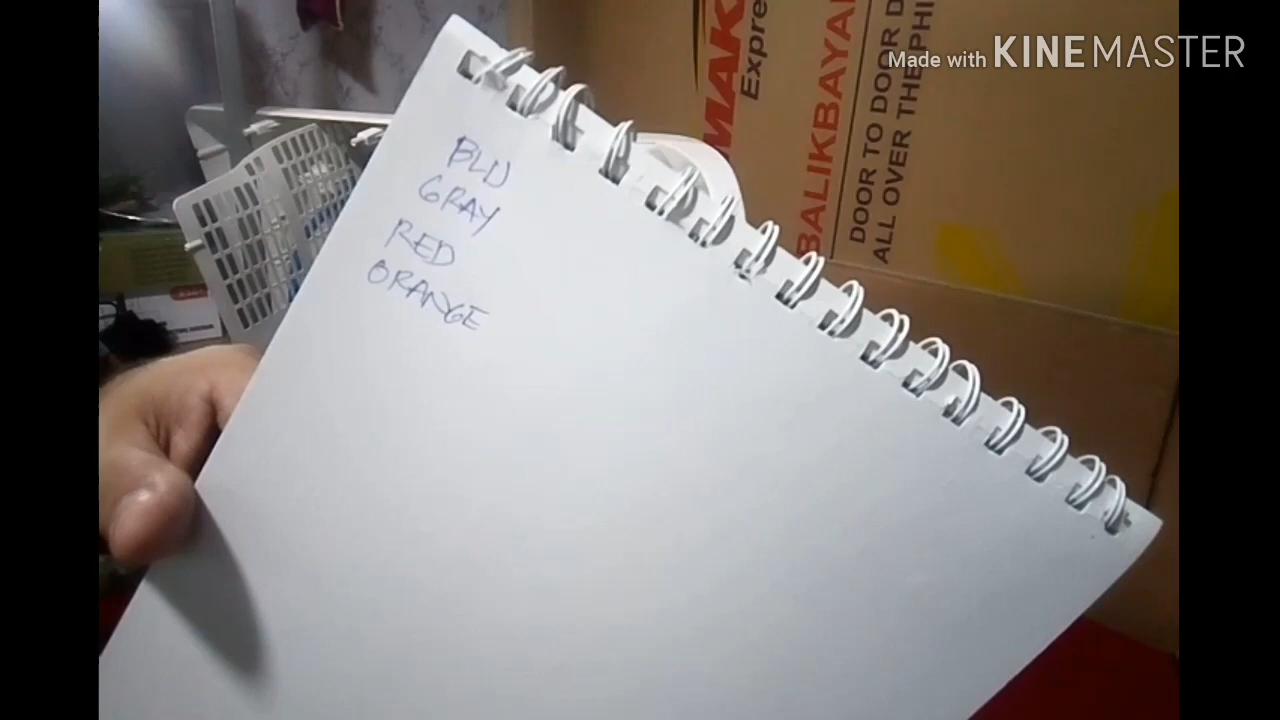 Made with KINEMASTER
BLU
GRAY
RED
ORANGE
MAK
Expre
BALIKBAYA
DOOR TO DOOR D
ALL OVER THE PHI